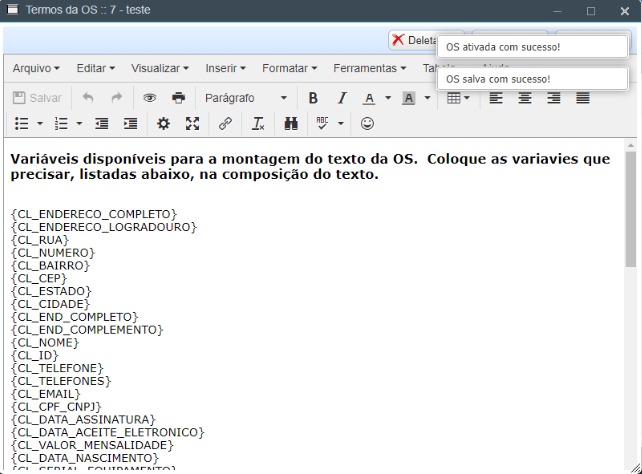 Termos da OS :: 7 - teste
Delet
OS ativada com sucesso!
Arquivo Editar Visualizar Inserir Formatar Ferramentas
OS salva com sucesso!
Salvar Parágrafo B I A A
ABC
Variáveis disponíveis para a montagem do texto da OS. Coloque as variavies que
precisar, listadas abaixo, na composição do texto.
{CL_ENDERECO_COMPLETO}
{CL_ENDERECO_LOGRADOURO}
{CL_RUA}
{CL_NUMERO}
{CL_BAIRRO}
{CL_CEP}
{CL_ESTADO}
{CL_CIDADE}
{CL_END_COMPLETO}
{CL_END_COMPLEMENTO}
{CL_NOME}
{CL_ID}
{CL_TELEFONE}
{CL_TELEFONES}
{CL_EMAIL}
{CL_CPF_CNPJ}
{CL_DATA_ASSINATURA}
{CL_DATA_ACEITE_ELETRONICO}
{CL_VALOR_MENSALIDADE}
{CL_DATA_NASCIMENTO}
{CL_SERIAL_EQUIPAMENTO}